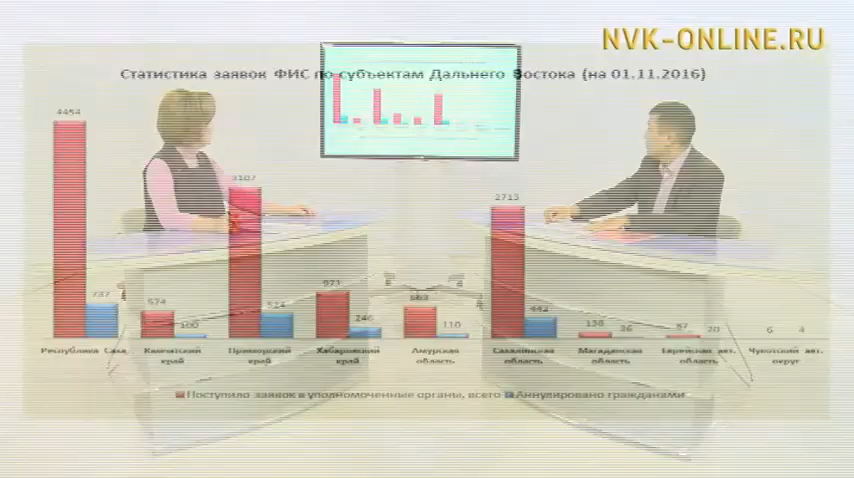 NVK-ONLINE.RU
Статистика заявок ФИС по субъектам Дальнего Востока (на 01.11.2016)
4454
3107
2713
737
574
100
524
973
246
110
442
138
36
87
20
6
4
Республика Саха
Камчатский край
Приморский край
Хабаровский край
Амурская область
Сахалинская область
Магаданская область
Еврейская авт. область
Чукотский авт. округ
Поступило заявок в уполномоченные органы, всего
Аннулировано гражданами